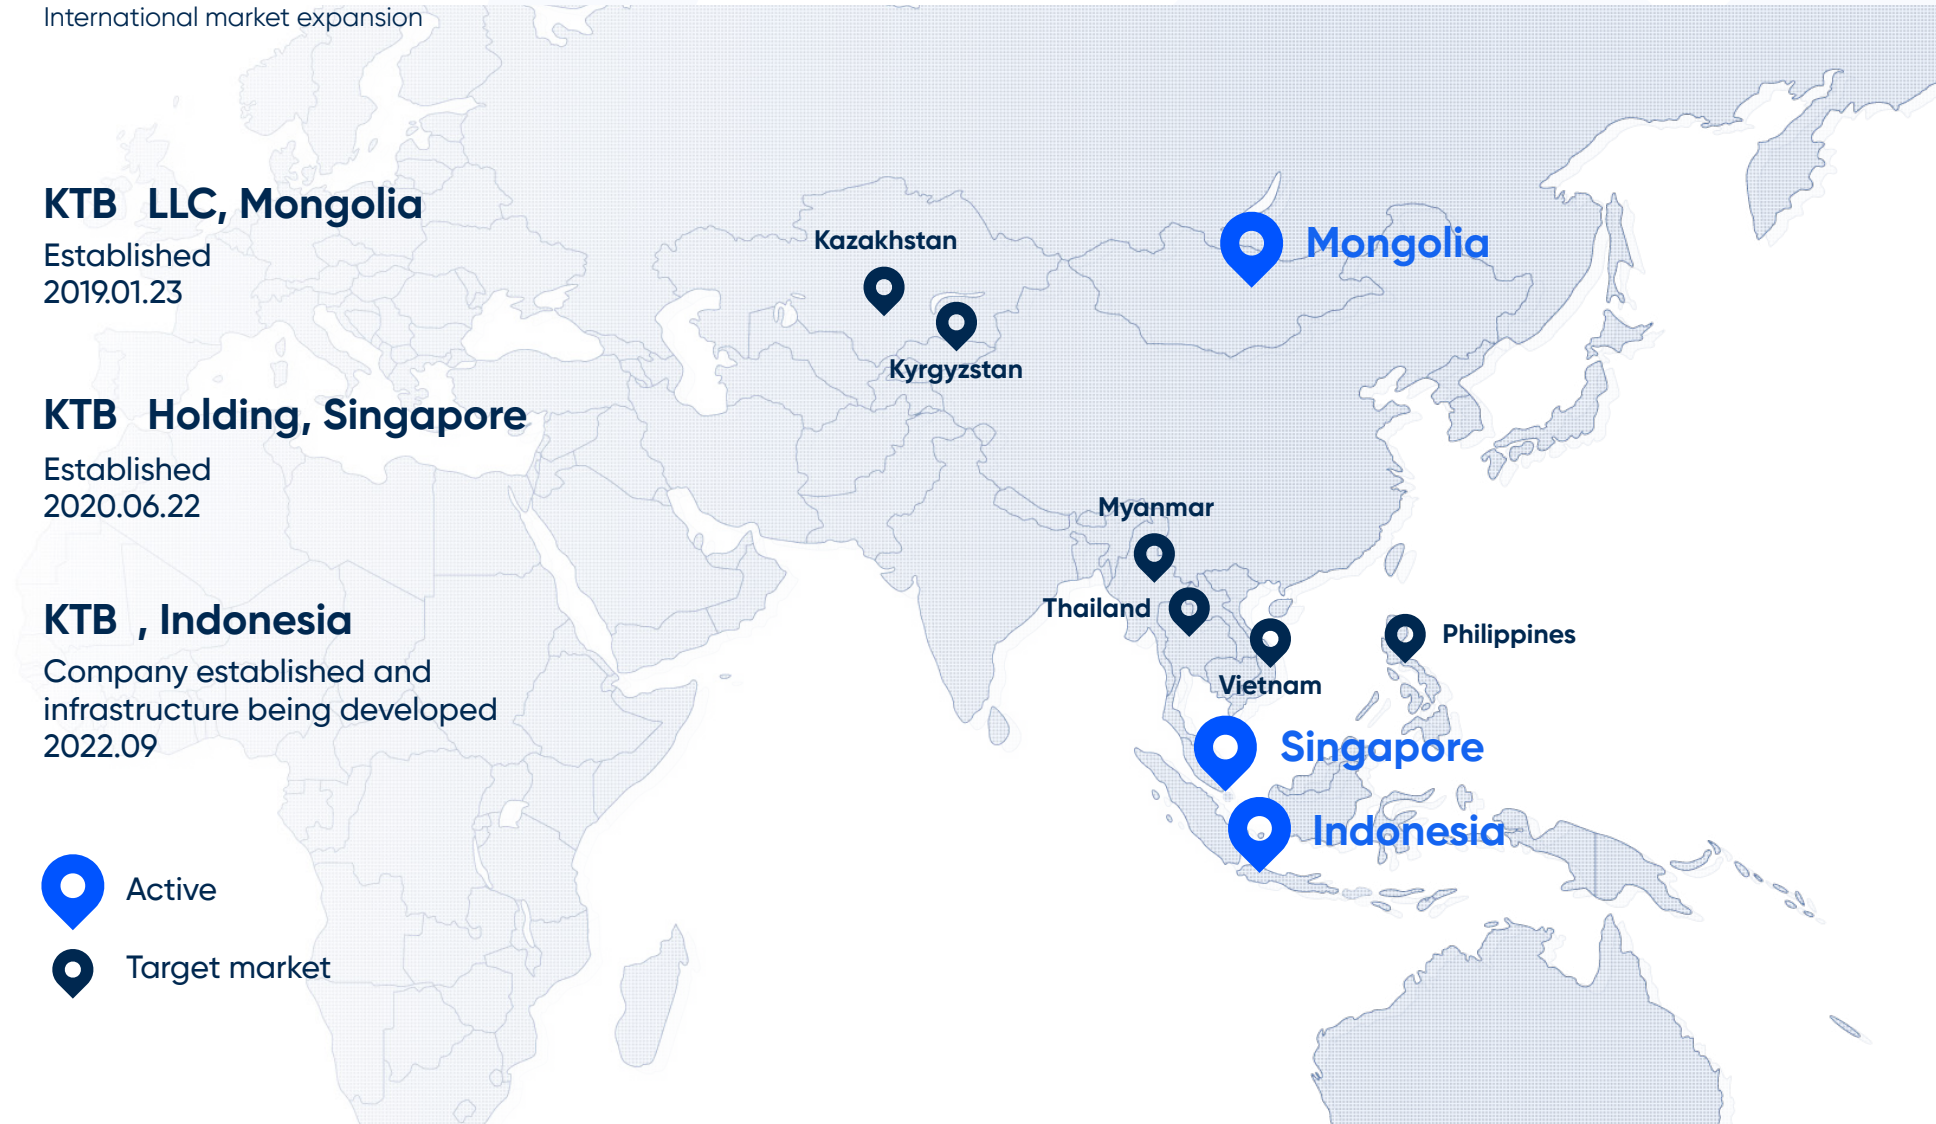 International market expansion
KTB LLC, Mongolia
Established
2019.01.23
KTB Holding, Singapore
Established
2020.06.22
KTB , Indonesia
Company established and
infrastructure being developed
2022.09
Active
Target market
Kazakhstan
Kyrgyzstan
Mongolia
Myanmar
Thailand
Vietnam
Philippines
Singapore
Indonesia